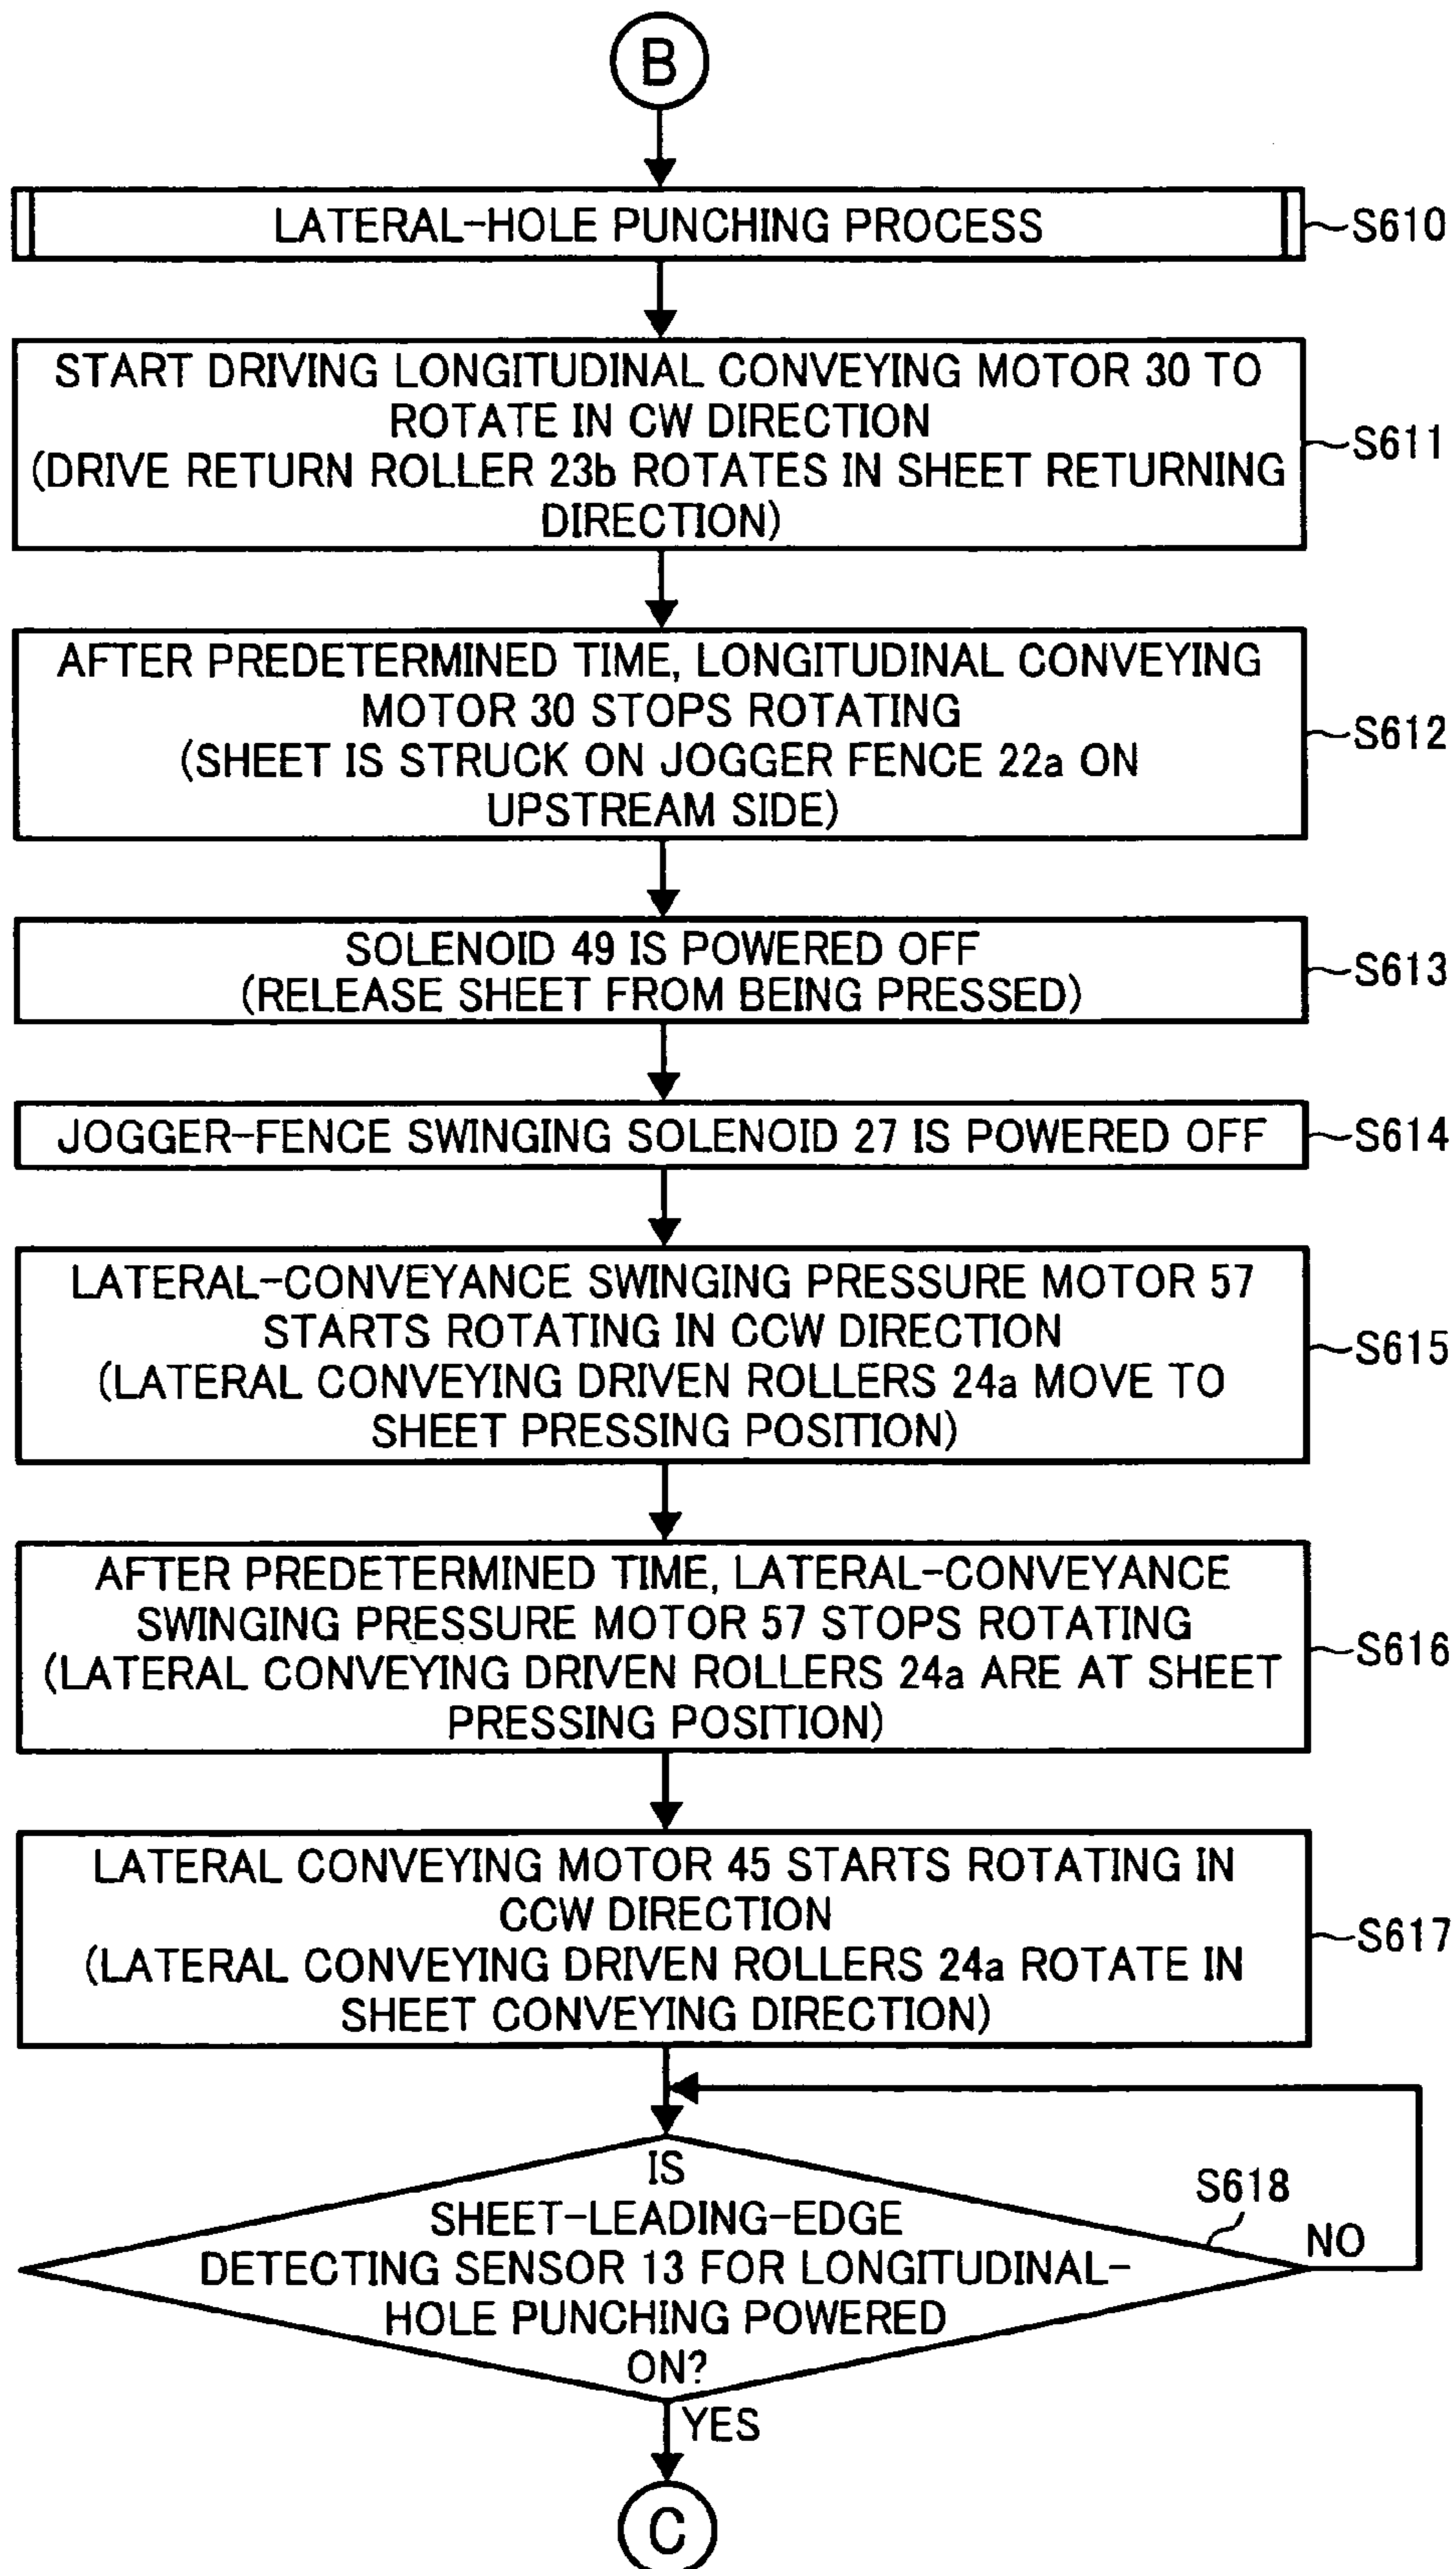 B
LATERAL-HOLE PUNCHING PROCESS
S610
START DRIVING LONGITUDINAL CONVEYING MOTOR 30 TO
ROTATE IN CW DIRECTION
(DRIVE RETURN ROLLER 23b ROTATES IN SHEET RETURNING
DIRECTION)
S611
AFTER PREDETERMINED TIME, LONGITUDINAL CONVEYING
MOTOR 30 STOPS ROTATING
(SHEET IS STRUCK ON JOGGER FENCE 22a ON
UPSTREAM SIDE)
S612
SOLENOID 49 IS POWERED OFF
(RELEASE SHEET FROM BEING PRESSED)
S613
JOGGER-FENCE SWINGING SOLENOID 27 IS POWERED OFF
S614
LATERAL-CONVEYANCE SWINGING PRESSURE MOTOR 57
STARTS ROTATING IN CCW DIRECTION
(LATERAL CONVEYING DRIVEN ROLLERS 24a MOVE TO
SHEET PRESSING POSITION)
S615
AFTER PREDETERMINED TIME, LATERAL-CONVEYANCE
SWINGING PRESSURE MOTOR 57 STOPS ROTATING
(LATERAL CONVEYING DRIVEN ROLLERS 24a ARE AT SHEET
PRESSING POSITION)
S616
LATERAL CONVEYING MOTOR 45 STARTS ROTATING IN
CCW DIRECTION
(LATERAL CONVEYING DRIVEN ROLLERS 24a ROTATE IN
SHEET CONVEYING DIRECTION)
S617
IS
SHEET-LEADING-EDGE
DETECTING SENSOR 13 FOR LONGITUDINAL-
HOLE PUNCHING POWERED
ON?
S618
NO
YES
C